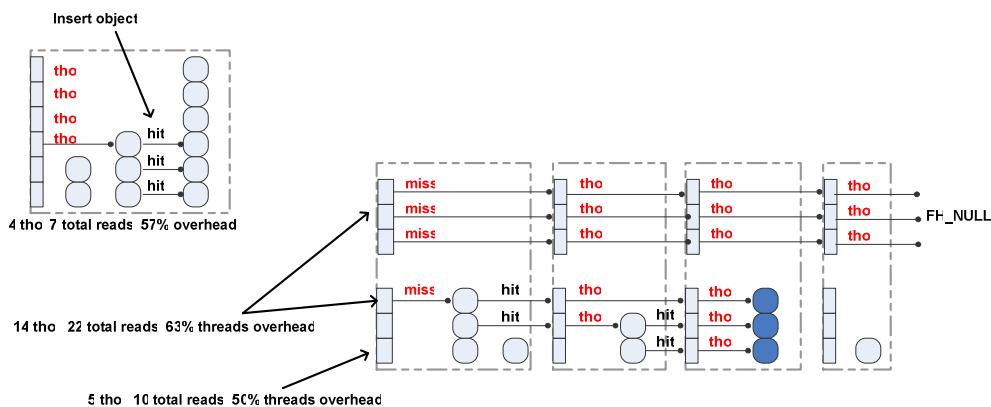 Insert object
tho
tho
tho
tho hit
hit
hit
4 tho 7 total reads 57% overhead
miss tho tho tho
miss tho tho tho FH_NULL
miss tho tho tho
miss hit tho tho
hit tho hit tho
hit tho
14 tho 22 total reads 63% threads overhead
5 tho 10 total reads 50% threads overhead